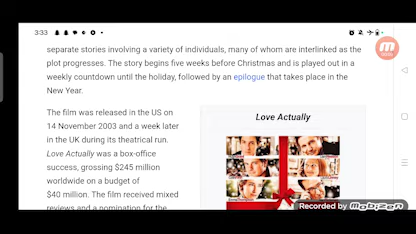 3:33
separate stories involving a variety of individuals, many of whom are interlinked as the
plot progresses. The story begins five weeks before Christmas and is played out in a
weekly countdown until the holiday, followed by an epilogue that takes place in the
New Year.
The film was released in the US on
14 November 2003 and a week later
in the UK during its theatrical run.
Love Actually was a box-office
success, grossing $245 million
worldwide on a budget of
$40 million. The film received mixed
reviews and a nomination for the
Love Actually
Recorded by MOBIZEN